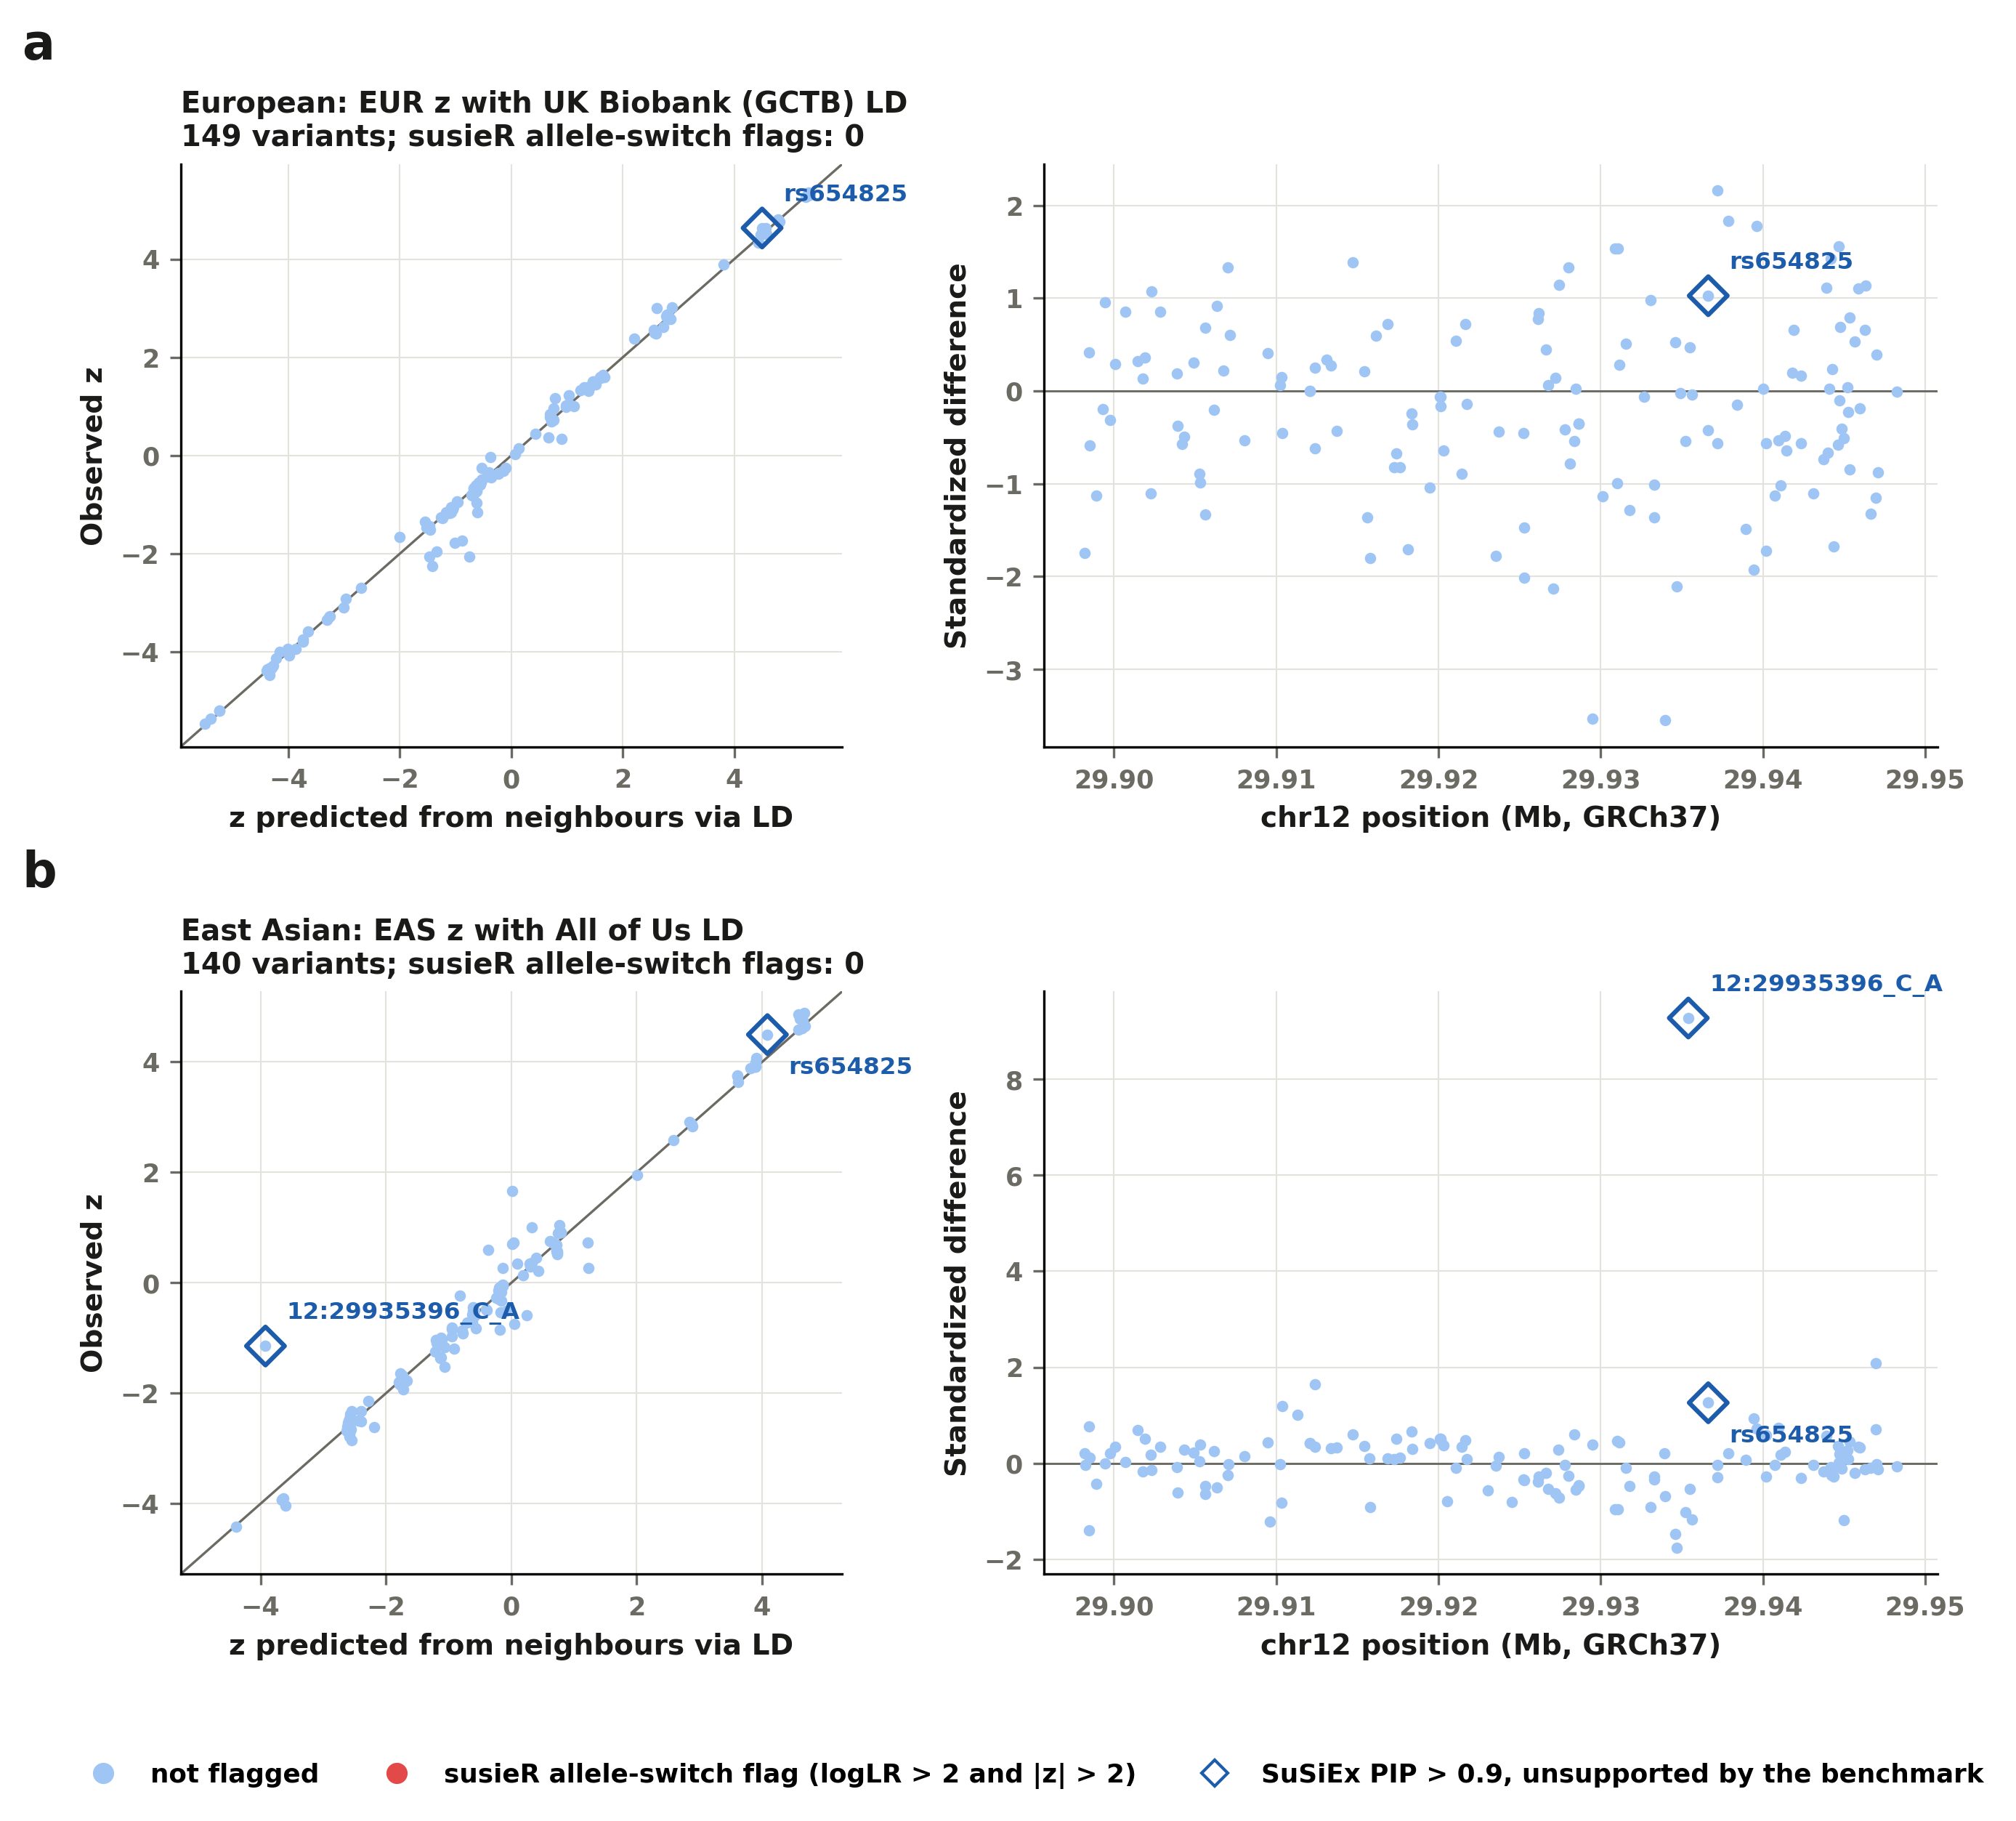 a
European: EUR z with UK Biobank (GCTB) LD
149 variants; susieR allele-switch flags: 0
rs654825
4
2
0
−2
−4
Observed z
−4 −2 0 2 4
z predicted from neighbours via LD
rs654825
2
1
0
−1
−2
−3
Standardized difference
29.90 29.91 29.92 29.93 29.94 29.95
chr12 position (Mb, GRCh37)
b
East Asian: EAS z with All of Us LD
140 variants; susieR allele-switch flags: 0
rs654825
12:29935396_C_A
4
2
0
−2
−4
Observed z
−4 −2 0 2 4
z predicted from neighbours via LD
12:29935396_C_A
rs654825
8
6
4
2
0
−2
Standardized difference
29.90 29.91 29.92 29.93 29.94 29.95
chr12 position (Mb, GRCh37)
not flagged
susieR allele-switch flag (logLR > 2 and |z| > 2)
SuSiEx PIP > 0.9, unsupported by the benchmark